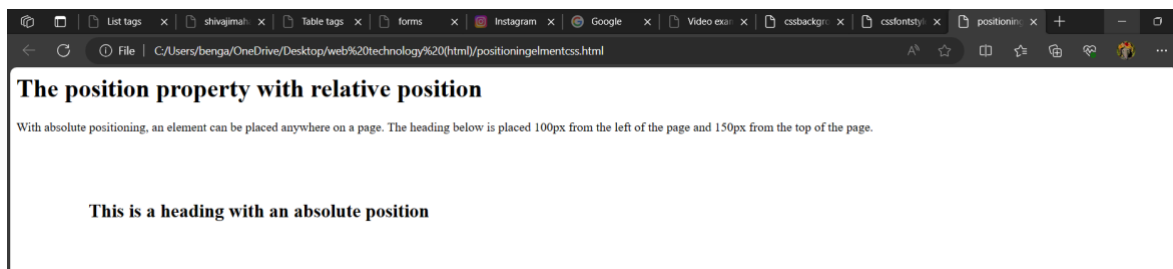 List tags
shivajimah
Table tags
forms
Instagram
Google
Video exan
cssbackgro
cssfontstyl
positioning
File
C:/Users/benga/OneDrive/Desktop/web%20technology%20(html)/positioningelmentcss.html
The position property with relative position
With absolute positioning, an element can be placed anywhere on a page. The heading below is placed 100px from the left of the page and 150px from the top of the page.
This is a heading with an absolute position